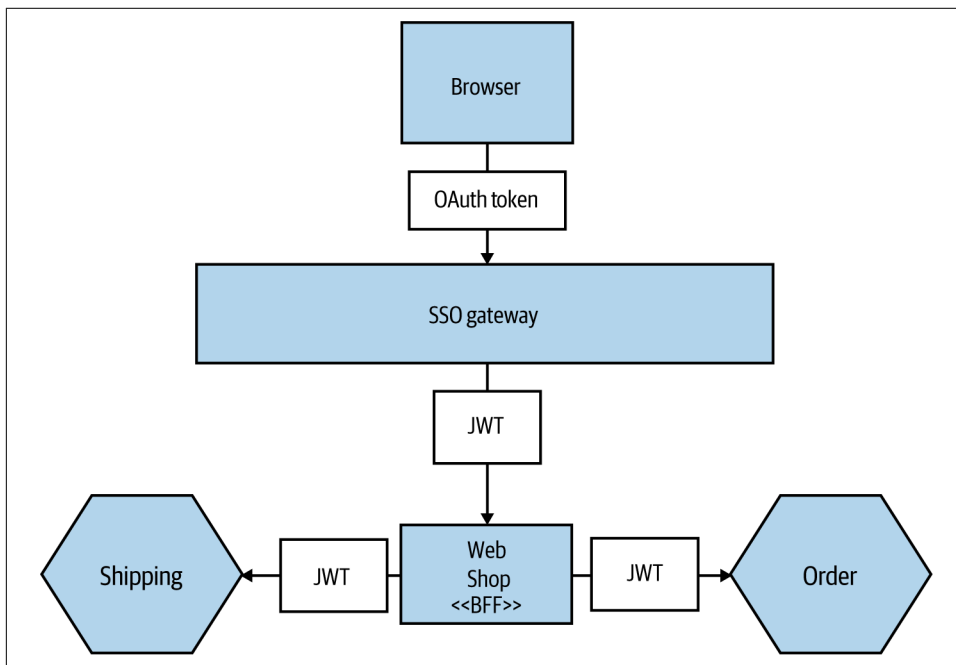 Browser
OAuth token
SSO gateway
JWT
Shipping
JWT
Web
Shop
<<BFF>>
JWT
Order